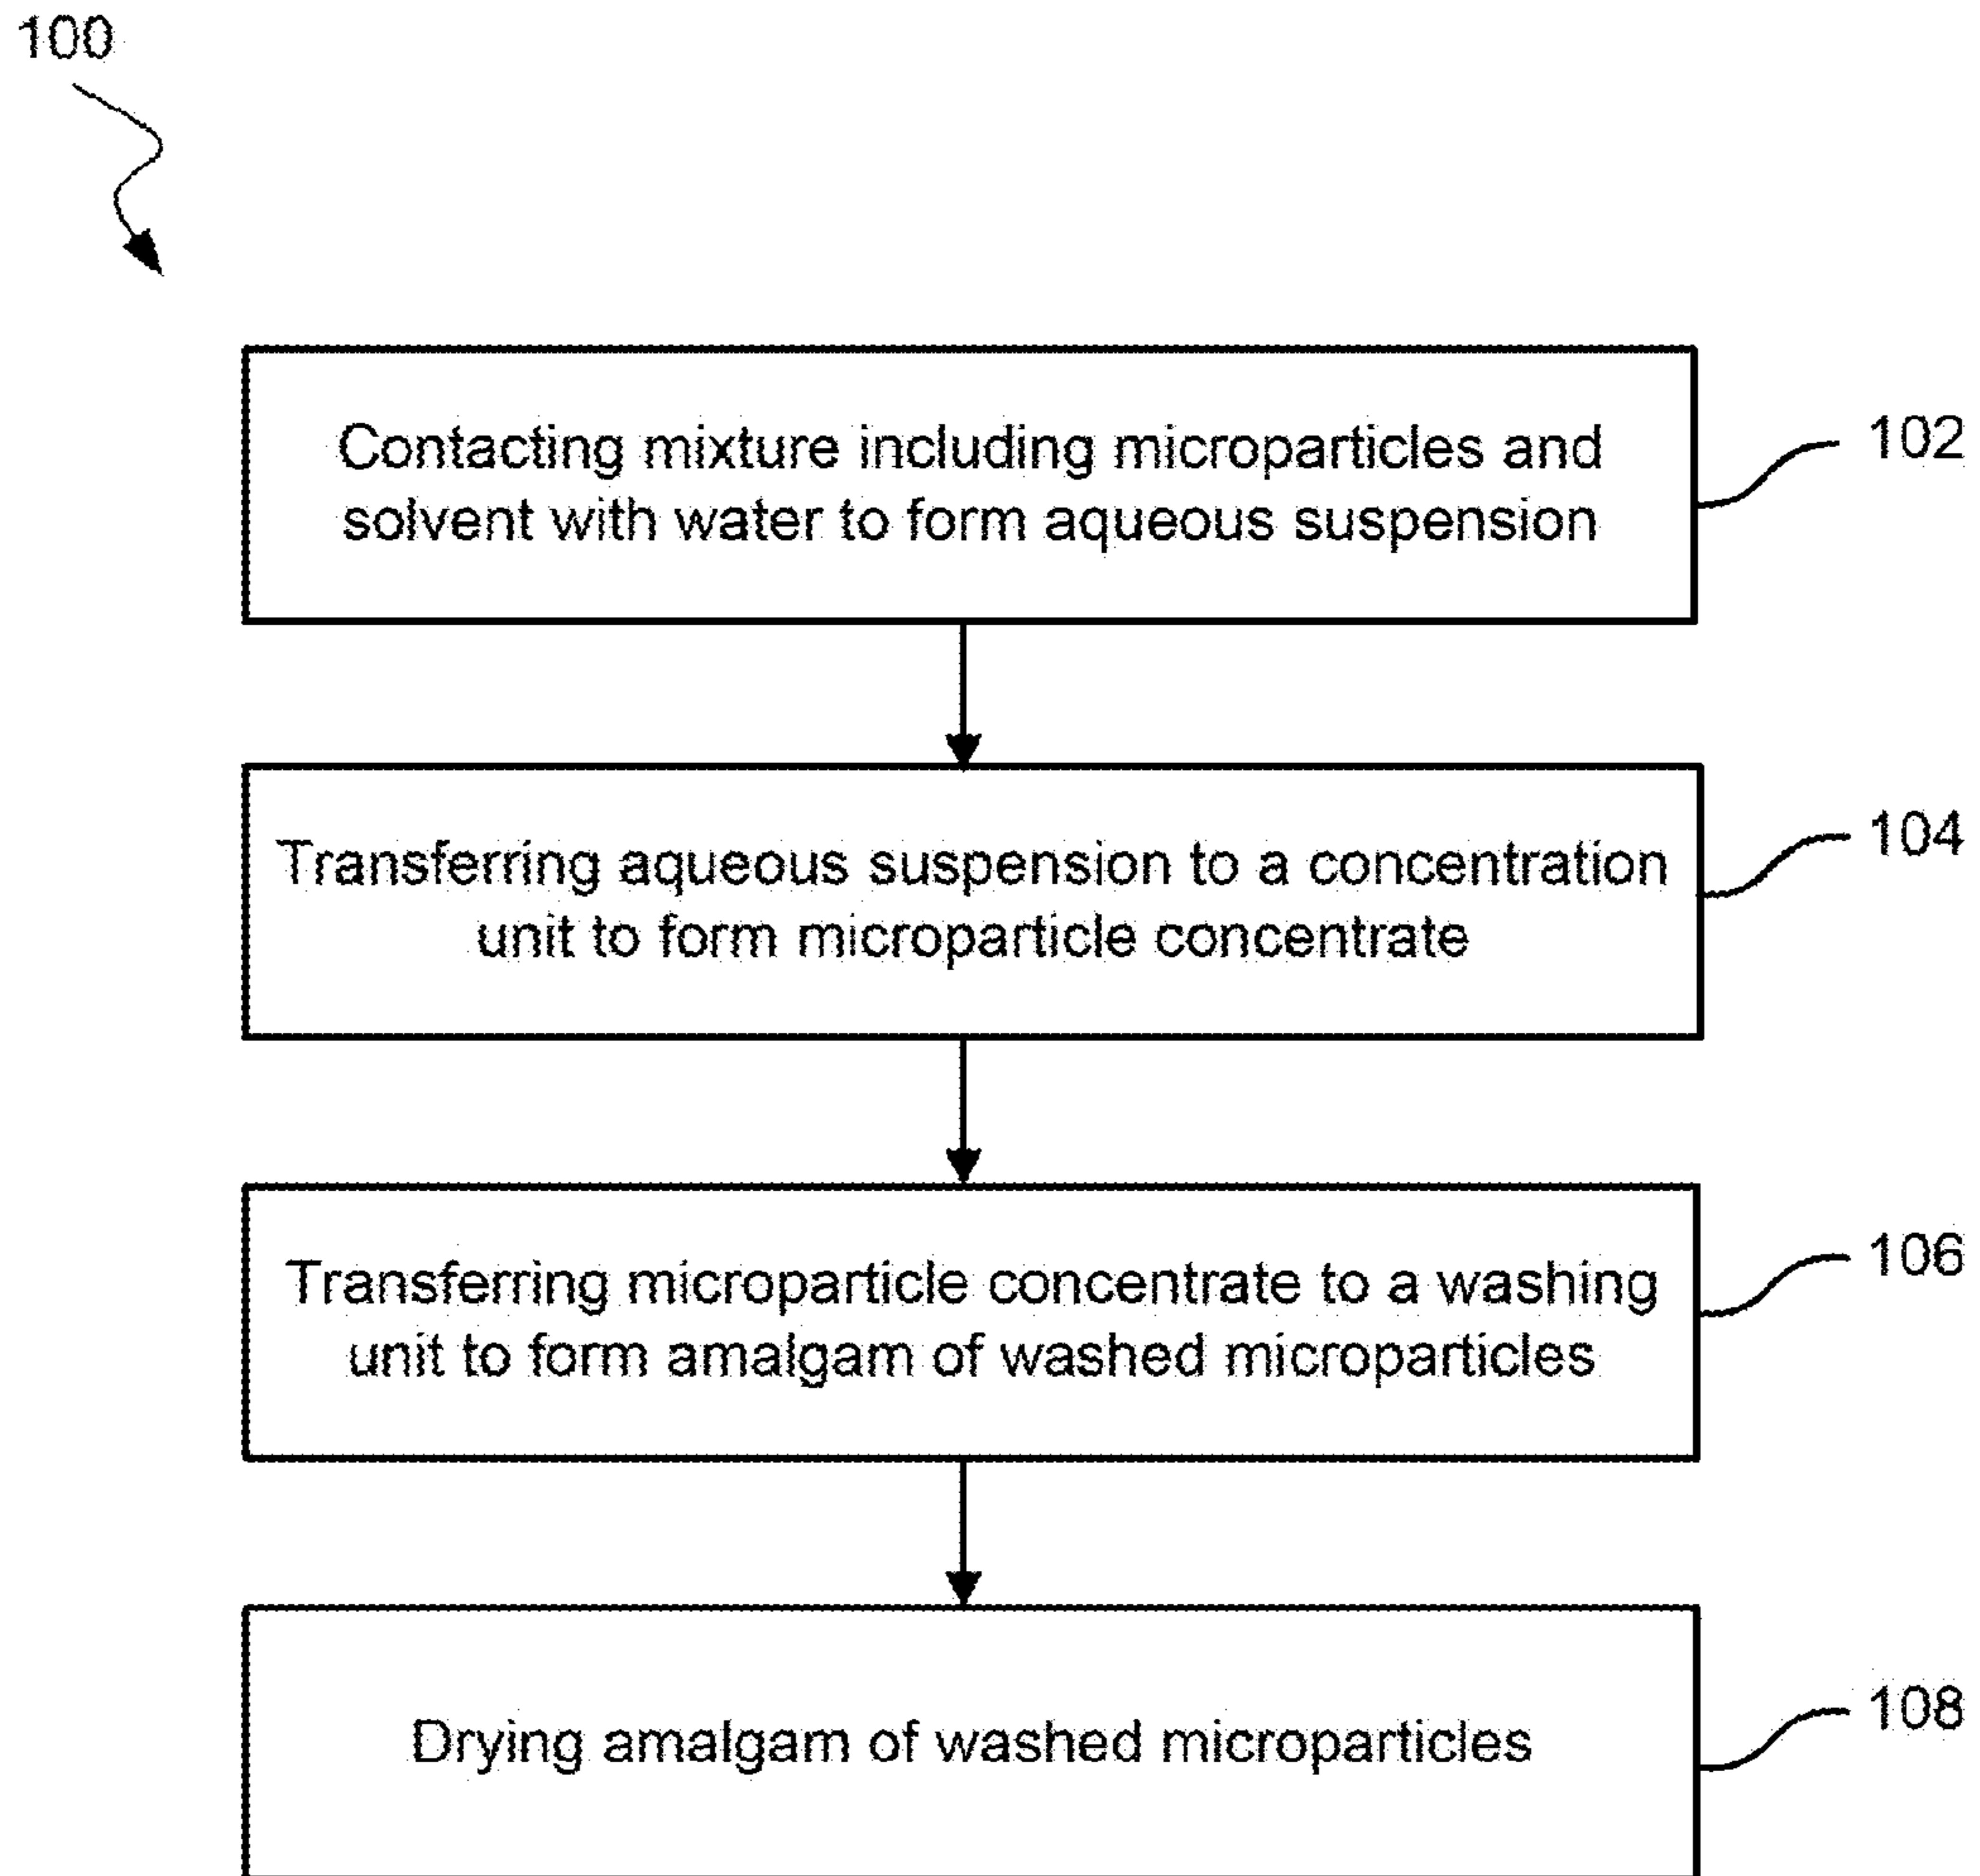 100
Contacting mixture including microparticles and
solvent with water to form aqueous suspension
102
Transferring aqueous suspension to a concentration
unit to form microparticle concentrate
104
Transferring microparticle concentrate to a washing
unit to form amalgam of washed microparticles
106
Drying amalgam of washed microparticles
108